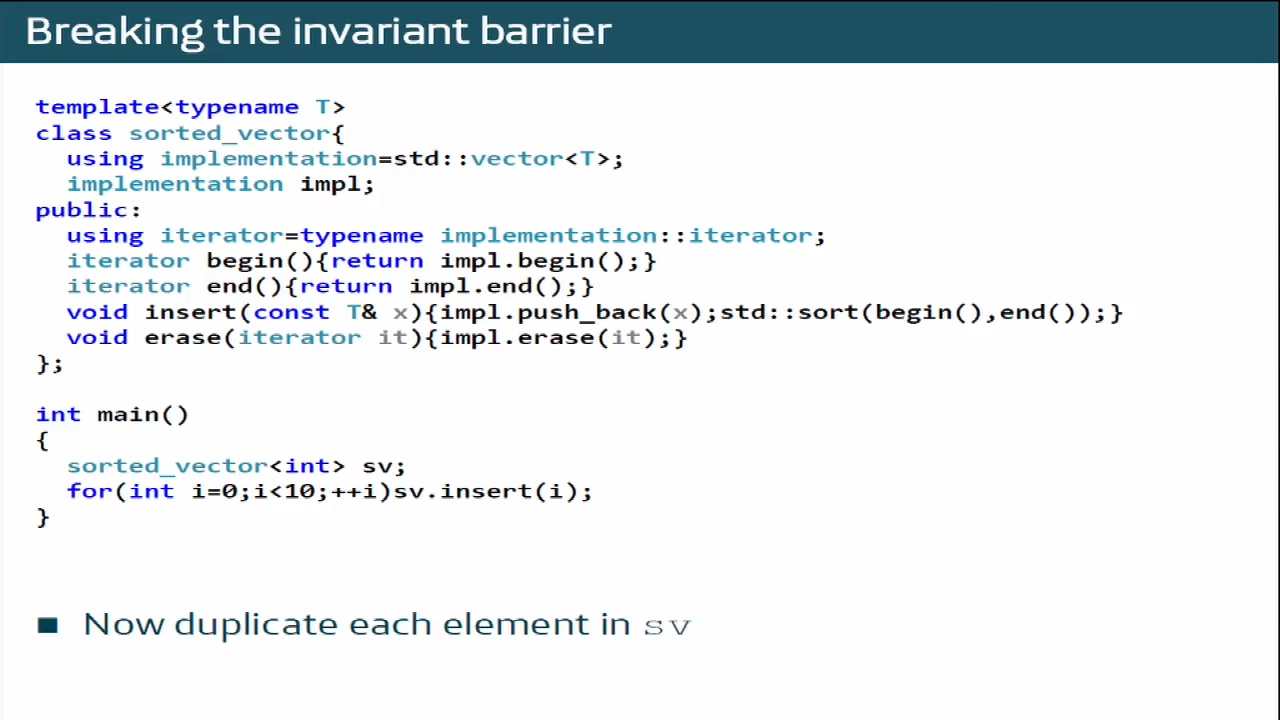 Breaking the invariant barrier
template<typename T>
class sorted_vector{
  using implementation=std::vector<T>;
  implementation impl;
public:
  using iterator=typename implementation::iterator;
  iterator begin(){return impl.begin();}
  iterator end(){return impl.end();}
  void insert(const T& x){impl.push_back(x);std::sort(begin(),end());}
  void erase(iterator it){impl.erase(it);}
};
int main()
{
  sorted_vector<int> sv;
  for(int i=0;i<10;++i)sv.insert(i);
}
■ Now duplicate each element in sv